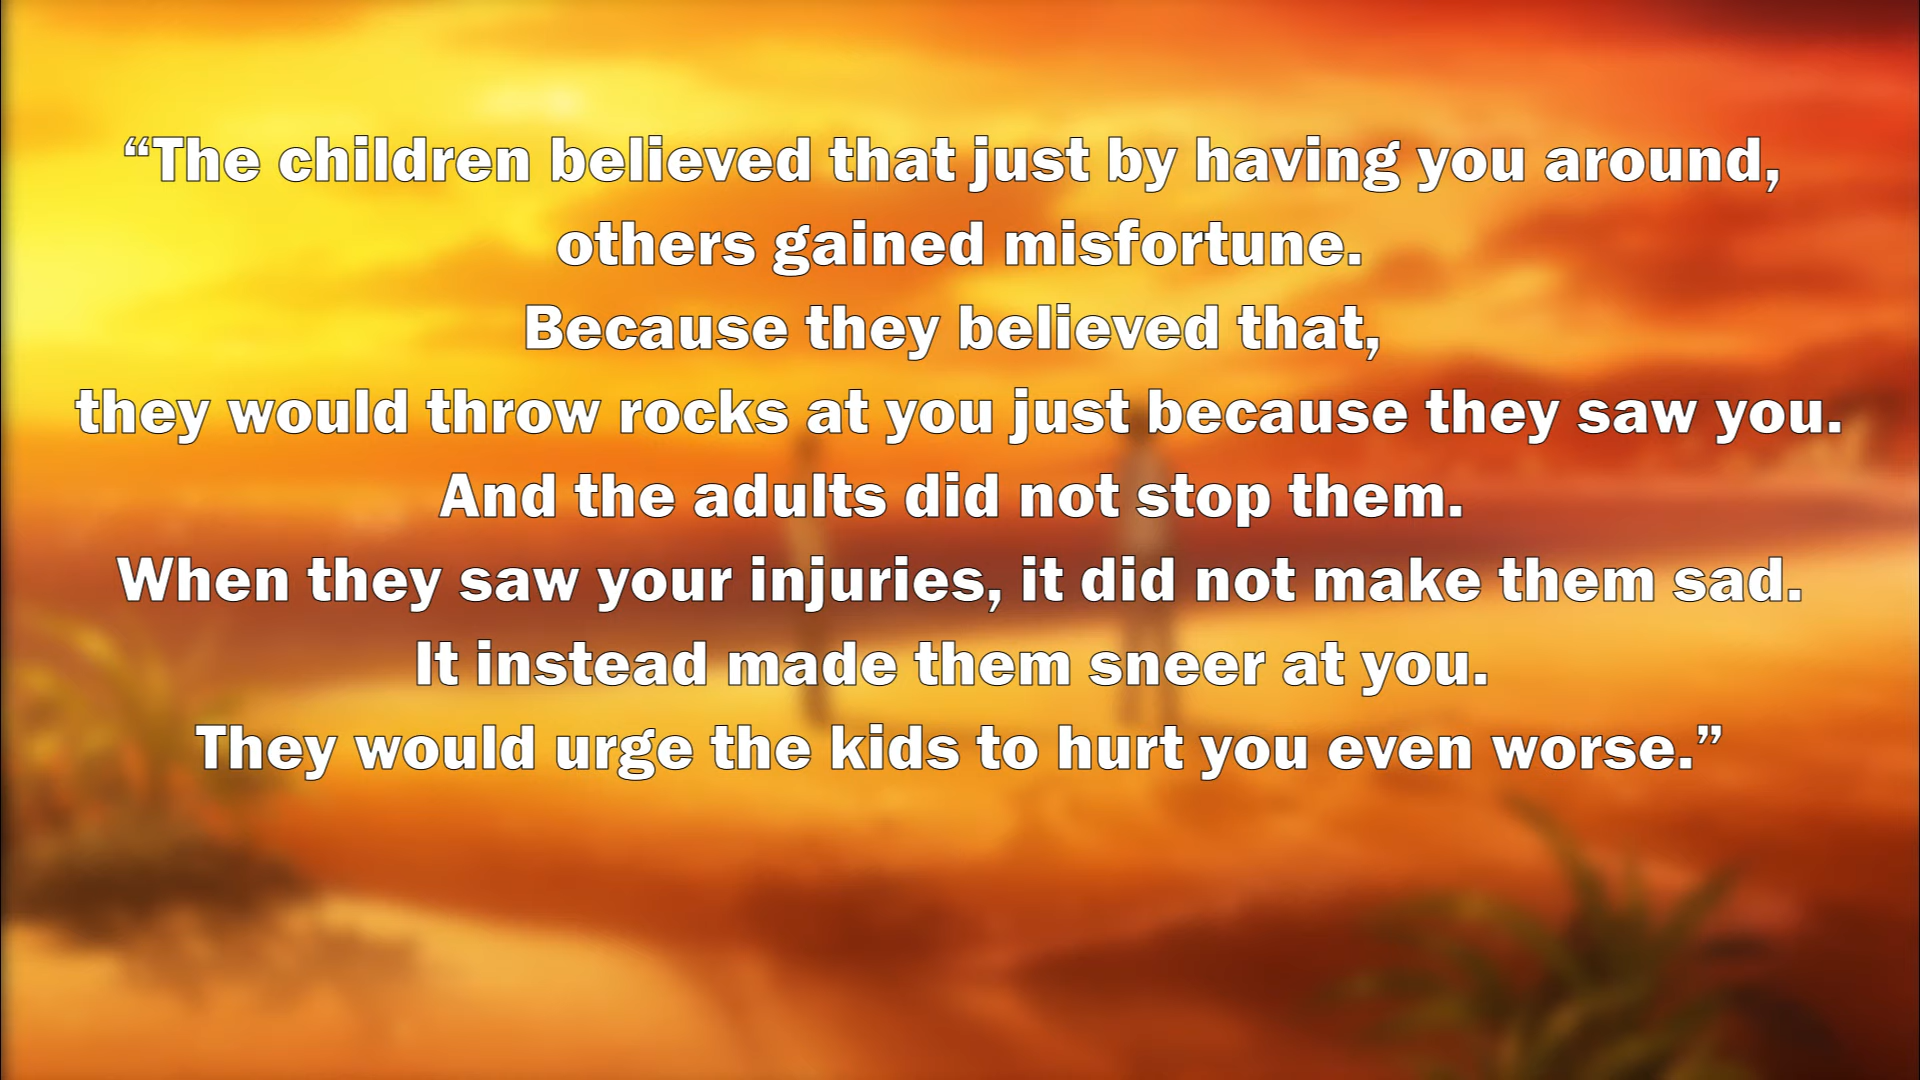 “The children believed that just by having you around,
others gained misfortune.
Because they believed that,
they would throw rocks at you just because they saw you.
And the adults did not stop them.
When they saw your injuries, it did not make them sad.
It instead made them sneer at you.
They would urge the kids to hurt you even worse.”